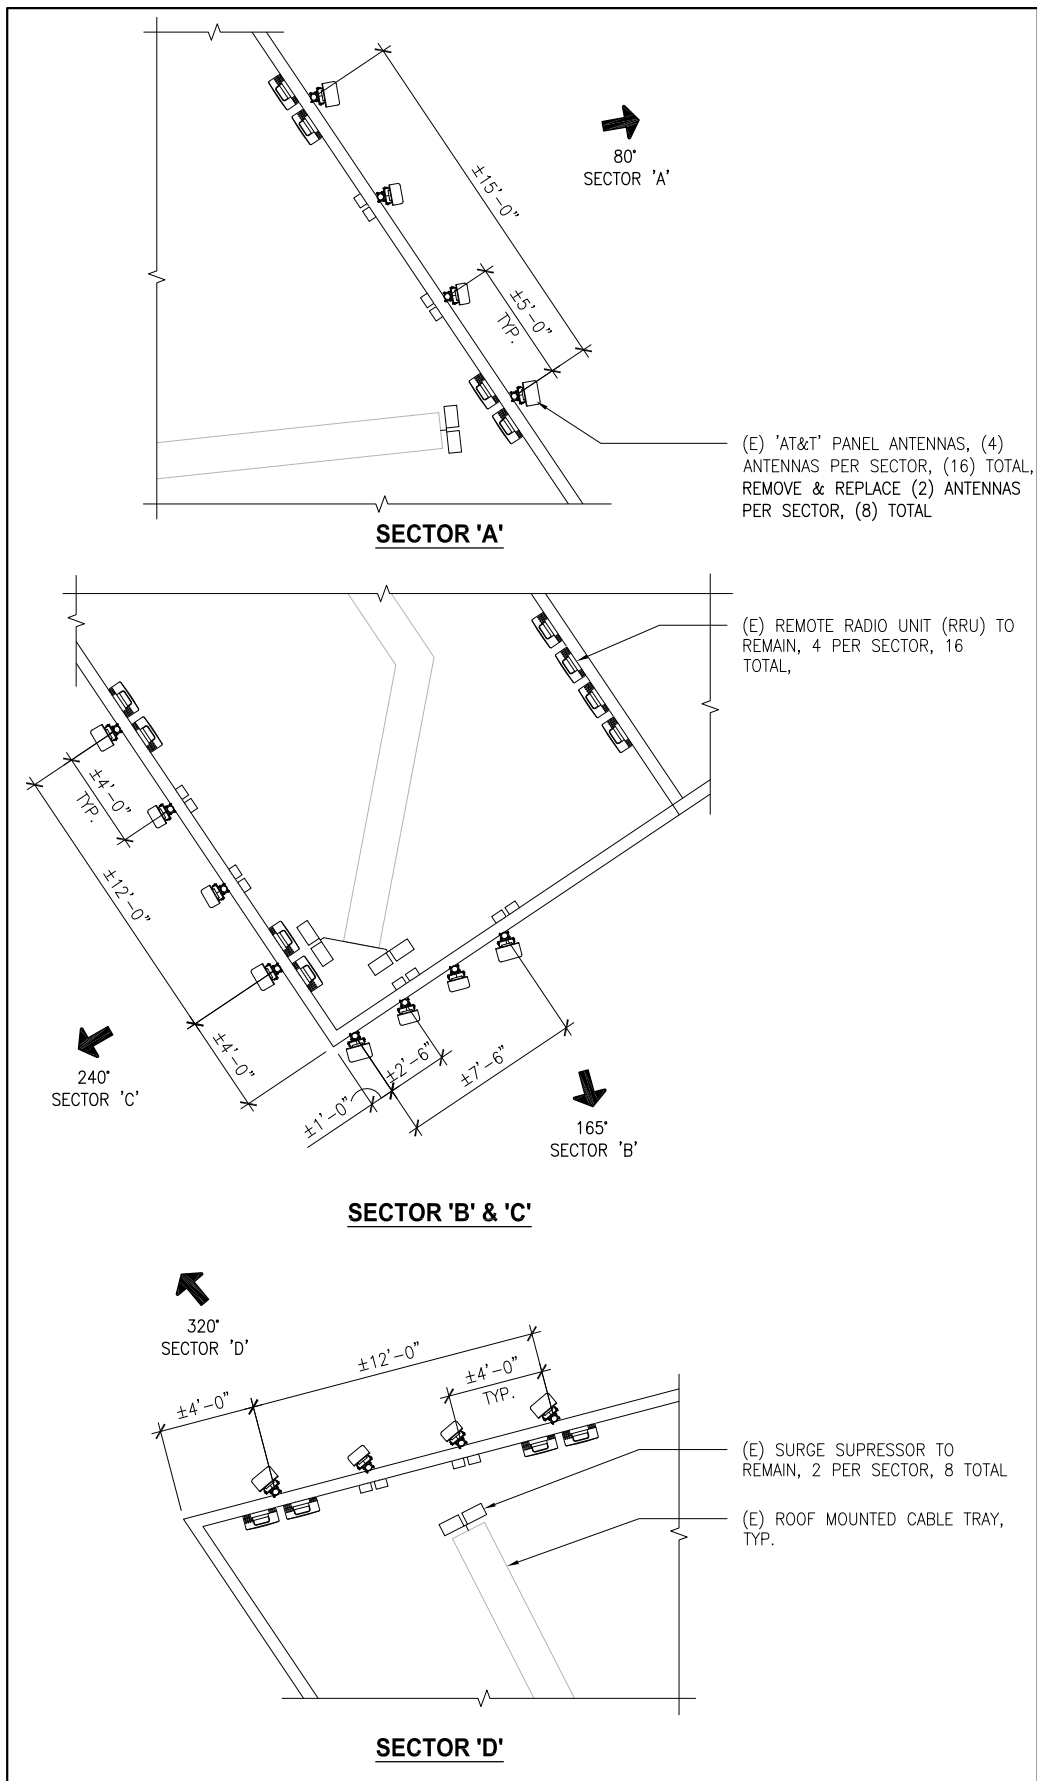 ±15'-0"
80°
SECTOR 'A'
±5'-0"
TYP.
(E) 'AT&T' PANEL ANTENNAS, (4)
ANTENNAS PER SECTOR, (16) TOTAL,
REMOVE & REPLACE (2) ANTENNAS
PER SECTOR, (8) TOTAL
SECTOR 'A'
(E) REMOTE RADIO UNIT (RRU) TO
REMAIN, 4 PER SECTOR, 16
TOTAL,
±4'-0"
TYP.
±12'-0"
±4'-0"
240°
SECTOR 'C'
±1'-0"
±2'-6"
±7'-6"
165°
SECTOR 'B'
SECTOR 'B' & 'C'
320°
SECTOR 'D'
±4'-0"
±12'-0"
±4'-0"
TYP.
(E) SURGE SUPRESSOR TO
REMAIN, 2 PER SECTOR, 8 TOTAL
(E) ROOF MOUNTED CABLE TRAY,
TYP.
SECTOR 'D'